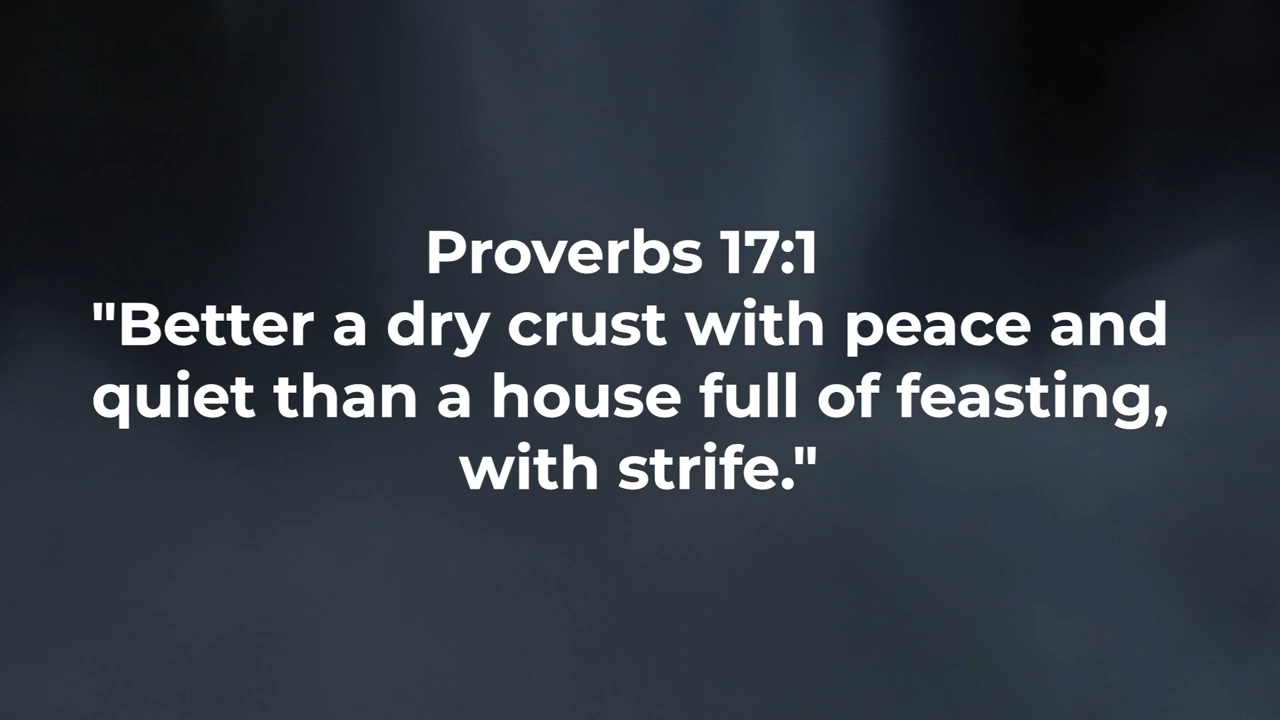 Proverbs 17:1
"Better a dry crust with peace and
quiet than a house full of feasting,
with strife."